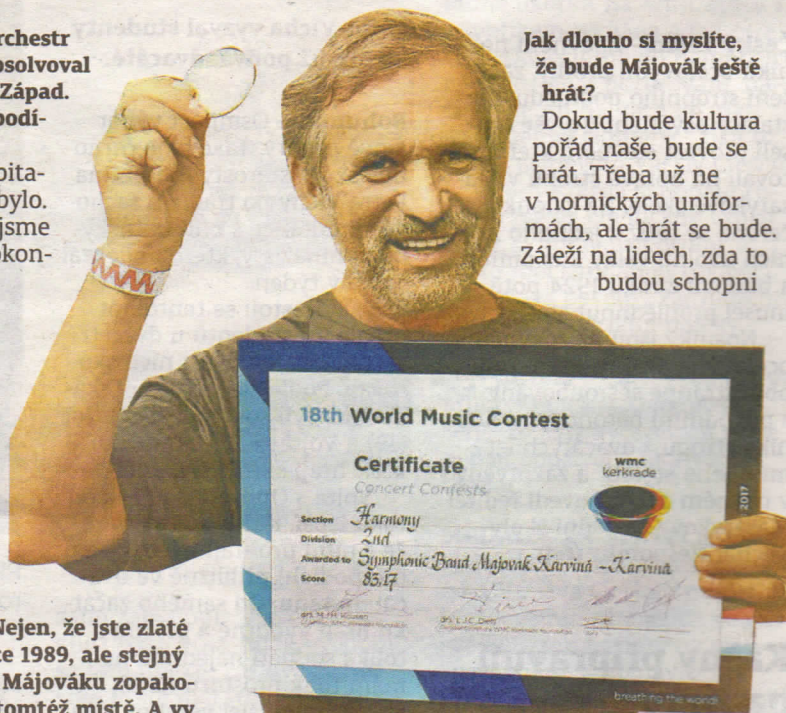 rchestr
bsolvoval
Západ.
podí-
pita-
bylo.
jsme
okon-
Nejen, že jste zlaté
ce 1989, ale stejný
Májováku zopako-
tomtéž místě. A vy
Jak dlouho si myslíte,
že bude Májovák ještě
hrát?
Dokud bude kultura
pořád naše, bude se
hrát. Třeba už ne
v hornických unifor-
mách, ale hrát se bude.
Záleží na lidech, zda to
budou schopni
18th World Music Contest
Certificate
Concert Contests
wmc
kerkrade
2017
Section Harmony
Division 2nd
Awarded to Symphonic Band Majovak Karviná - Karviná
Score 83,17
breathing the world!